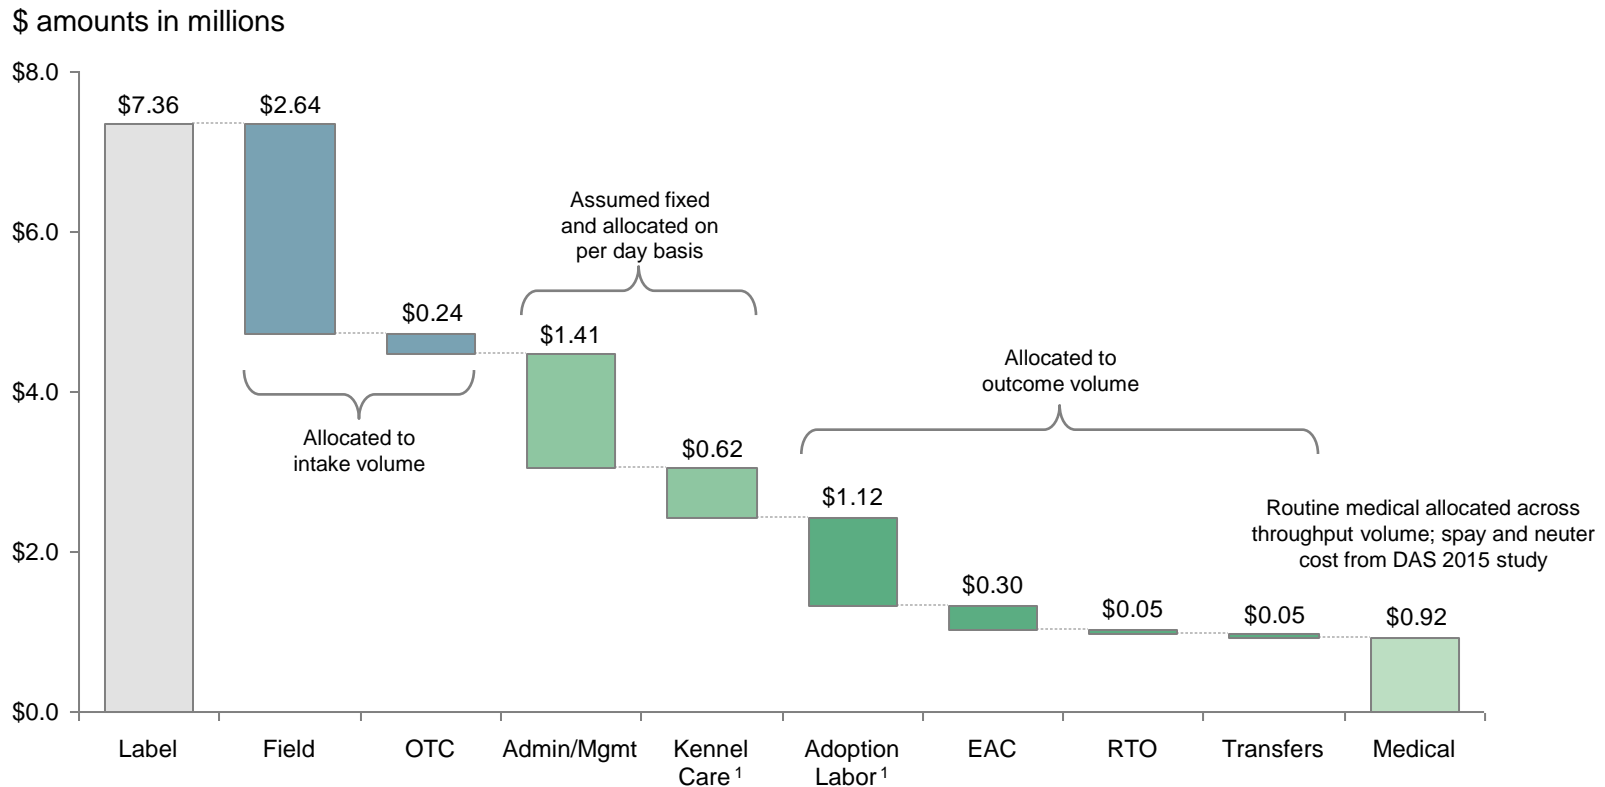 $ amounts in millions
$8.0
$6.0
$4.0
$2.0
$0.0
$7.36
$2.64
$0.24
$1.41
$0.62
$1.12
$0.30
$0.05
$0.05
$0.92
Allocated to
intake volume
Assumed fixed
and allocated on
per day basis
Allocated to
outcome volume
Routine medical allocated across
throughput volume; spay and neuter
cost from DAS 2015 study
Label
Field
OTC
Admin/Mgmt
Kennel
Care 1
Adoption
Labor 1
EAC
RTO
Transfers
Medical